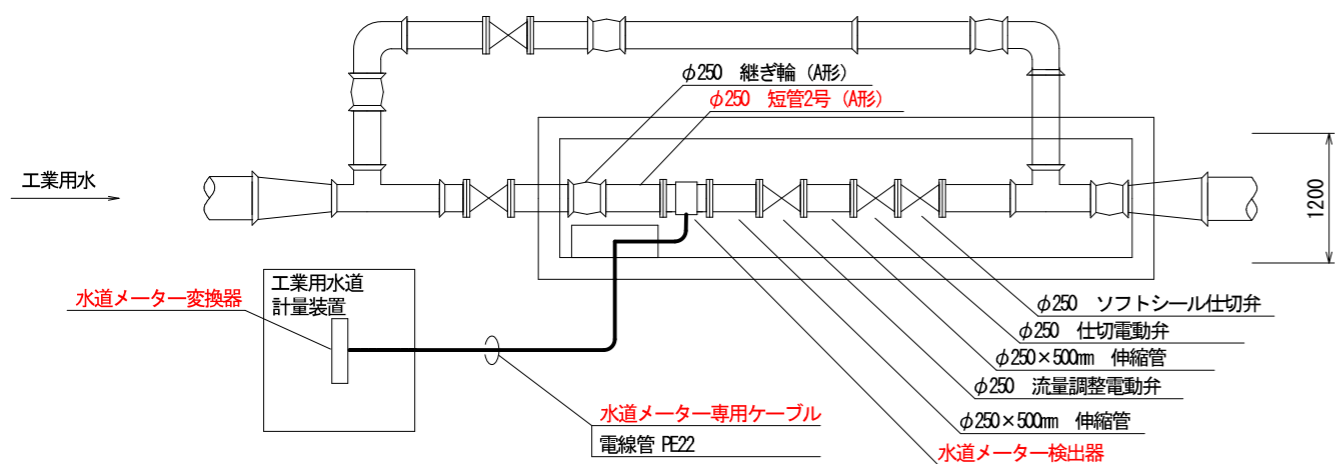 φ250 継ぎ輪 (A形)
φ250 短管2号 (A形)
工業用水
1200
工業用水道
計量装置
水道メーター変換器
φ250 ソフトシール仕切弁
φ250 仕切電動弁
φ250×500mm 伸縮管
φ250 流量調整電動弁
φ250×500mm 伸縮管
水道メーター検出器
水道メーター専用ケーブル
電線管 PE22